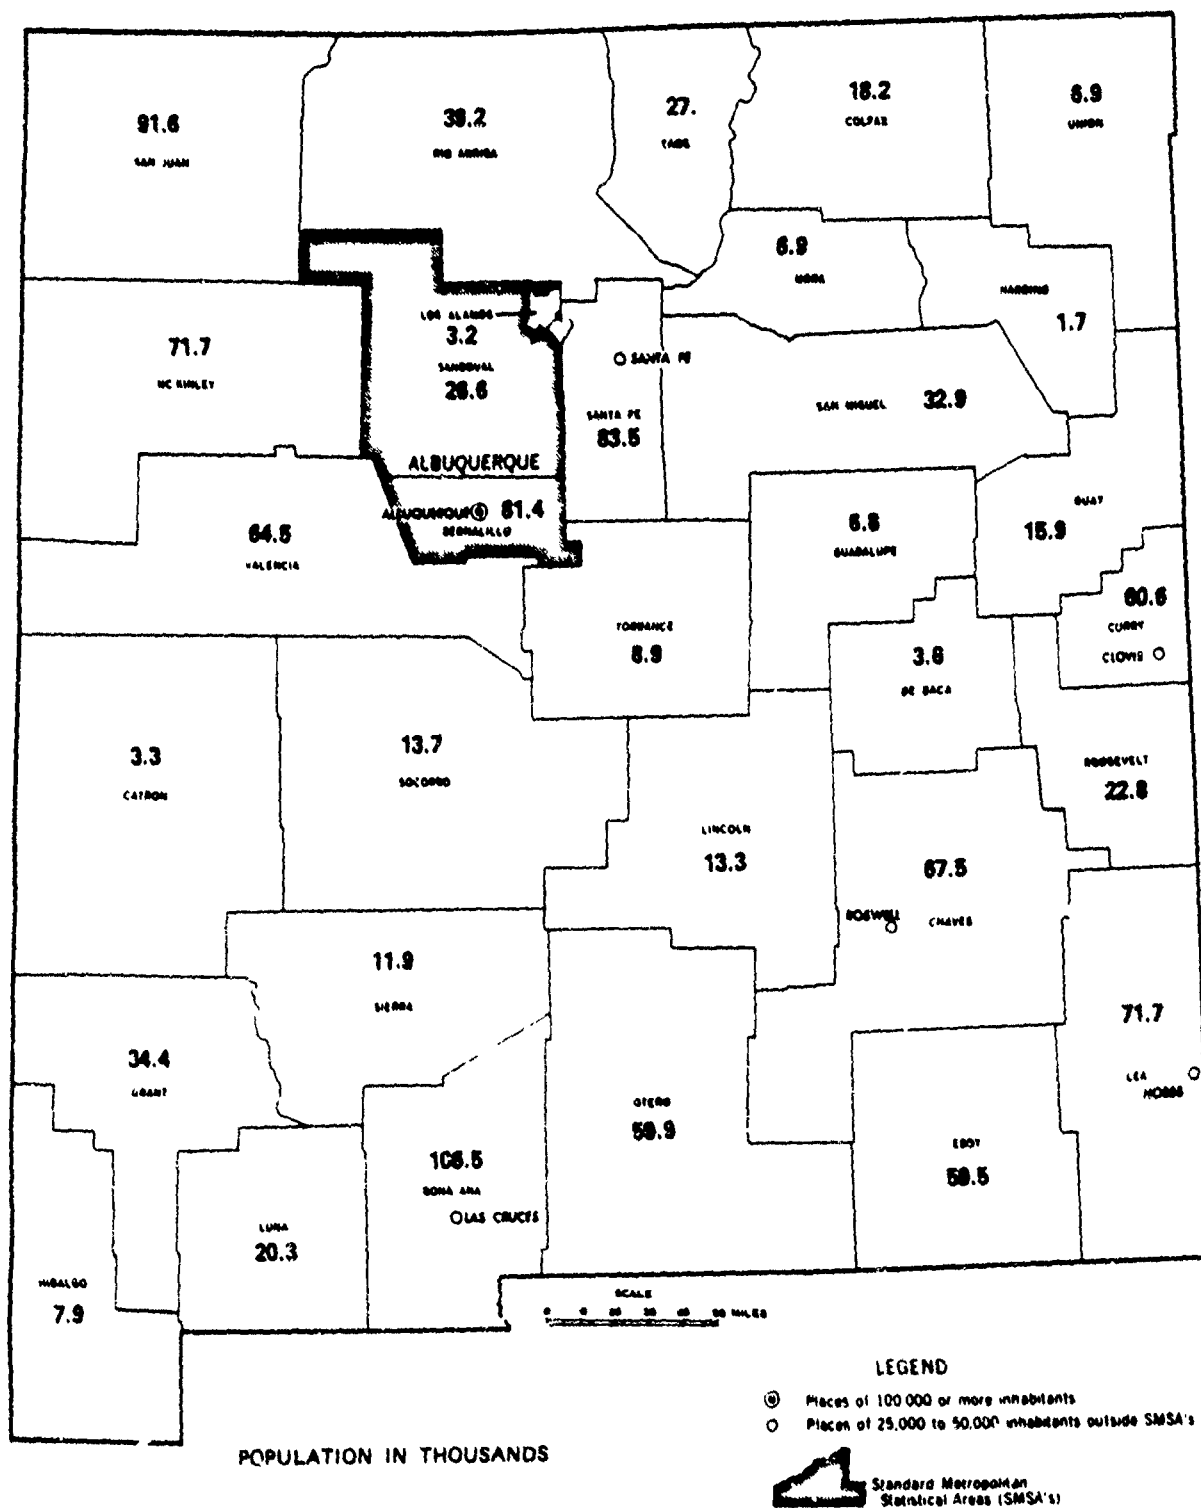 91.6
SAN JUAN
39.2
RIO ARRIBA
27.
TAOS
18.2
COLFAX
6.9
UNION
6.9
MORA
HARDING
1.7
71.7
MC KINLEY
LOS ALAMOS
3.2
SANDOVAL
26.6
SANTA FE
SANTA FE
83.5
SAN MIGUEL 32.9
ALBUQUERQUE
ALBUQUERQUE 81.4
BERNALILLO
64.5
VALENCIA
6.8
GUADALUPE
QUAY
15.9
60.6
CURRY
CLOVIS
TORRANCE
8.9
3.6
DE BACA
3.3
CATRON
13.7
SOCORRO
ROOSEVELT
22.8
LINCOLN
13.3
67.5
ROSWELL
CHAVES
11.9
SIERRA
34.4
GRANT
71.7
LEA
HOBBS
OTERO
59.9
EDDY
59.5
106.5
DONA ANA
LAS CRUCES
LUNA
20.3
HIDALGO
7.9
SCALE
MILES
LEGEND
Places of 100 000 or more inhabitants
Places of 25,000 to 50,000 inhabitants outside SMSA's
POPULATION IN THOUSANDS
Standard Metropolitan
Statistical Areas (SMSA's)